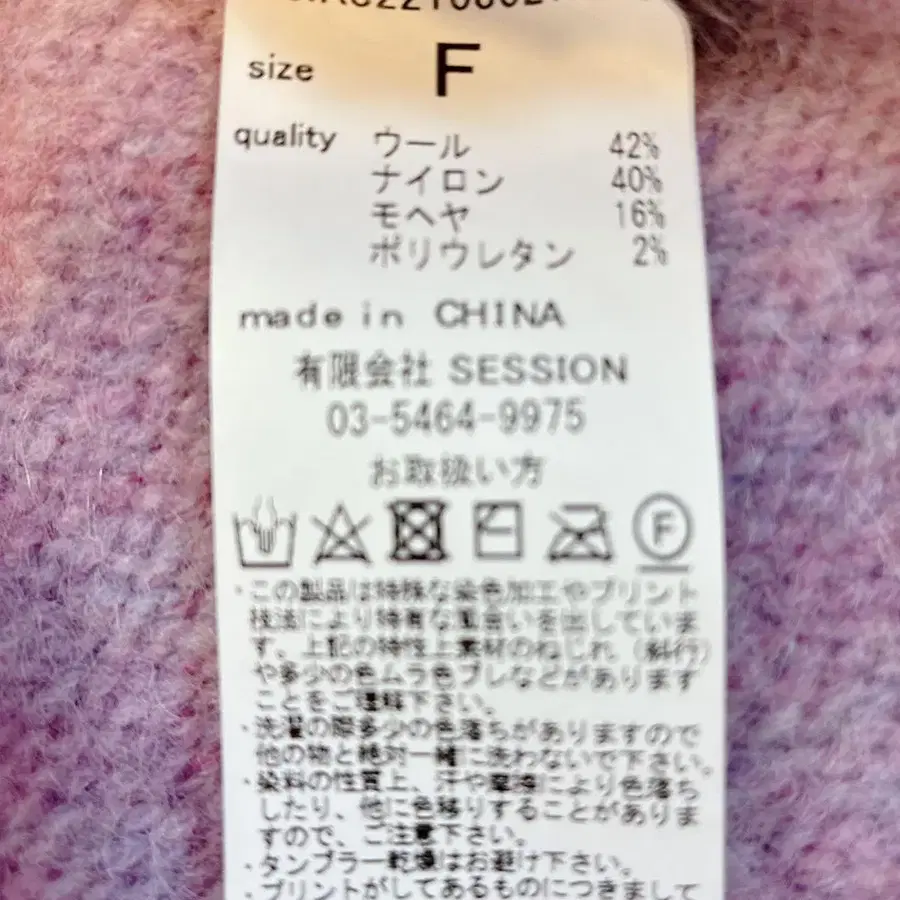 size F
quality ウール 42%
ナイロン 40%
モヘヤ 16%
ポリウレタン 2%
made in CHINA
有限会社 SESSION
03-5464-9975
お取扱い方
F
・この製品は特殊な染色加工やプリント
技法により特有な風合いを出していま
す。上記の特性上素材のねじれ（斜行）
や多少の色ムラ色ブレなどがあります
ことをご理解下さい。
・洗濯の際多少の色落ちがありますので
他の物と絶対一緒に洗わないで下さい。
・染料の性質上、汗や摩擦により色落ち
したり、他に色移りすることがありま
すので、ご注意下さい。
・タンブラー乾燥はお避け下さい。
・プリントがしてあるものにつきまして